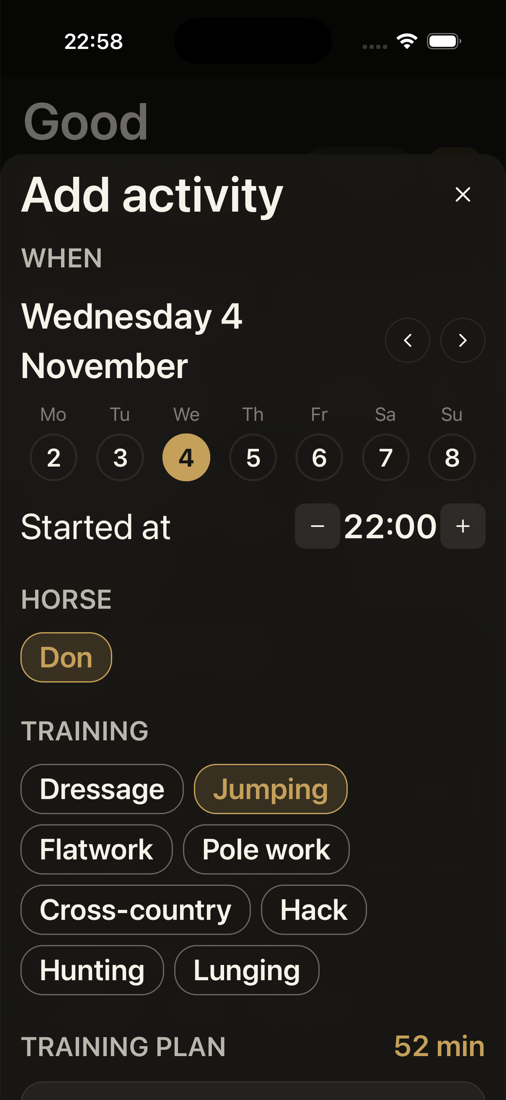 22:58
Good
Add activity
WHEN
Wednesday 4
November
Mo Tu We Th Fr Sa Su
2 3 4 5 6 7 8
Started at − 22:00 +
HORSE
Don
TRAINING
Dressage Jumping
Flatwork Pole work
Cross-country Hack
Hunting Lunging
TRAINING PLAN 52 min